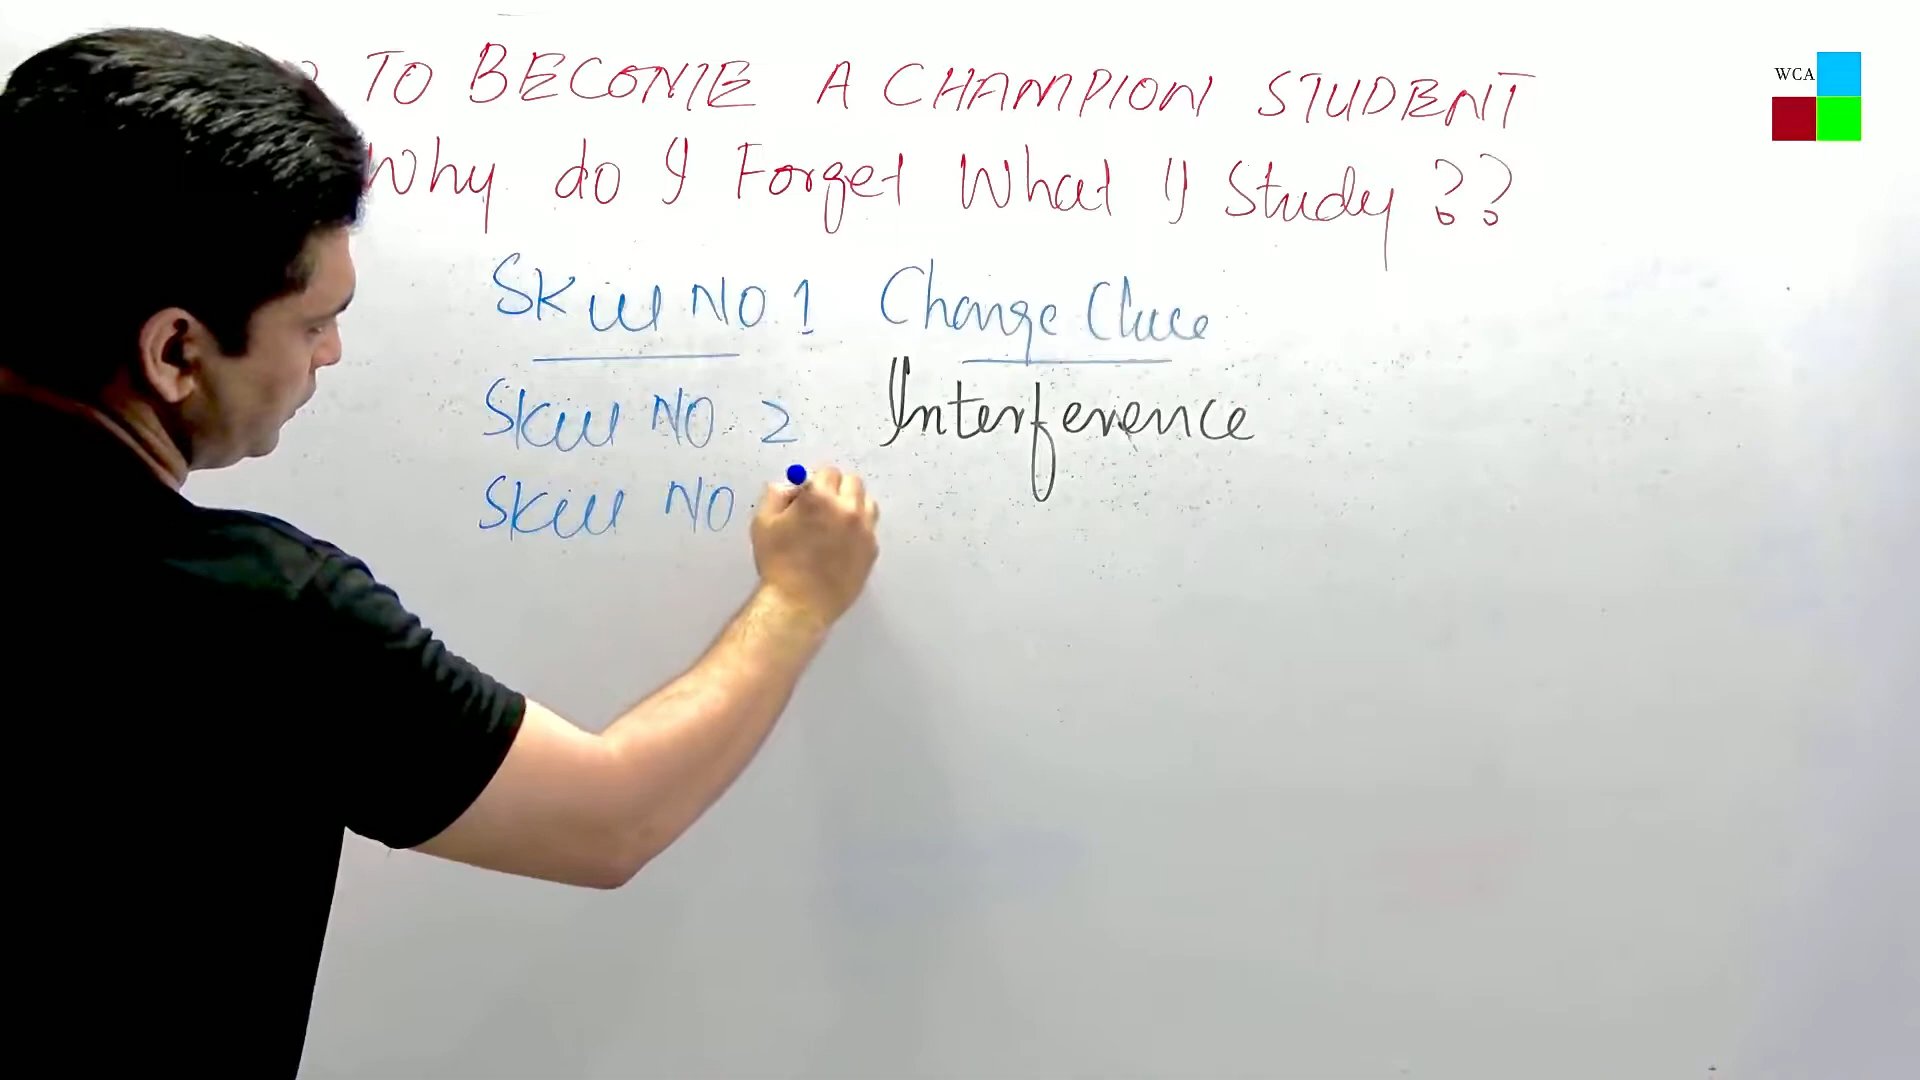 TO BECOME A CHAMPION STUDENT
WCA
Why do I Forget What I Study ??
Skill NO 1 Change Cluce
Skill NO 2 Interference
Skill NO